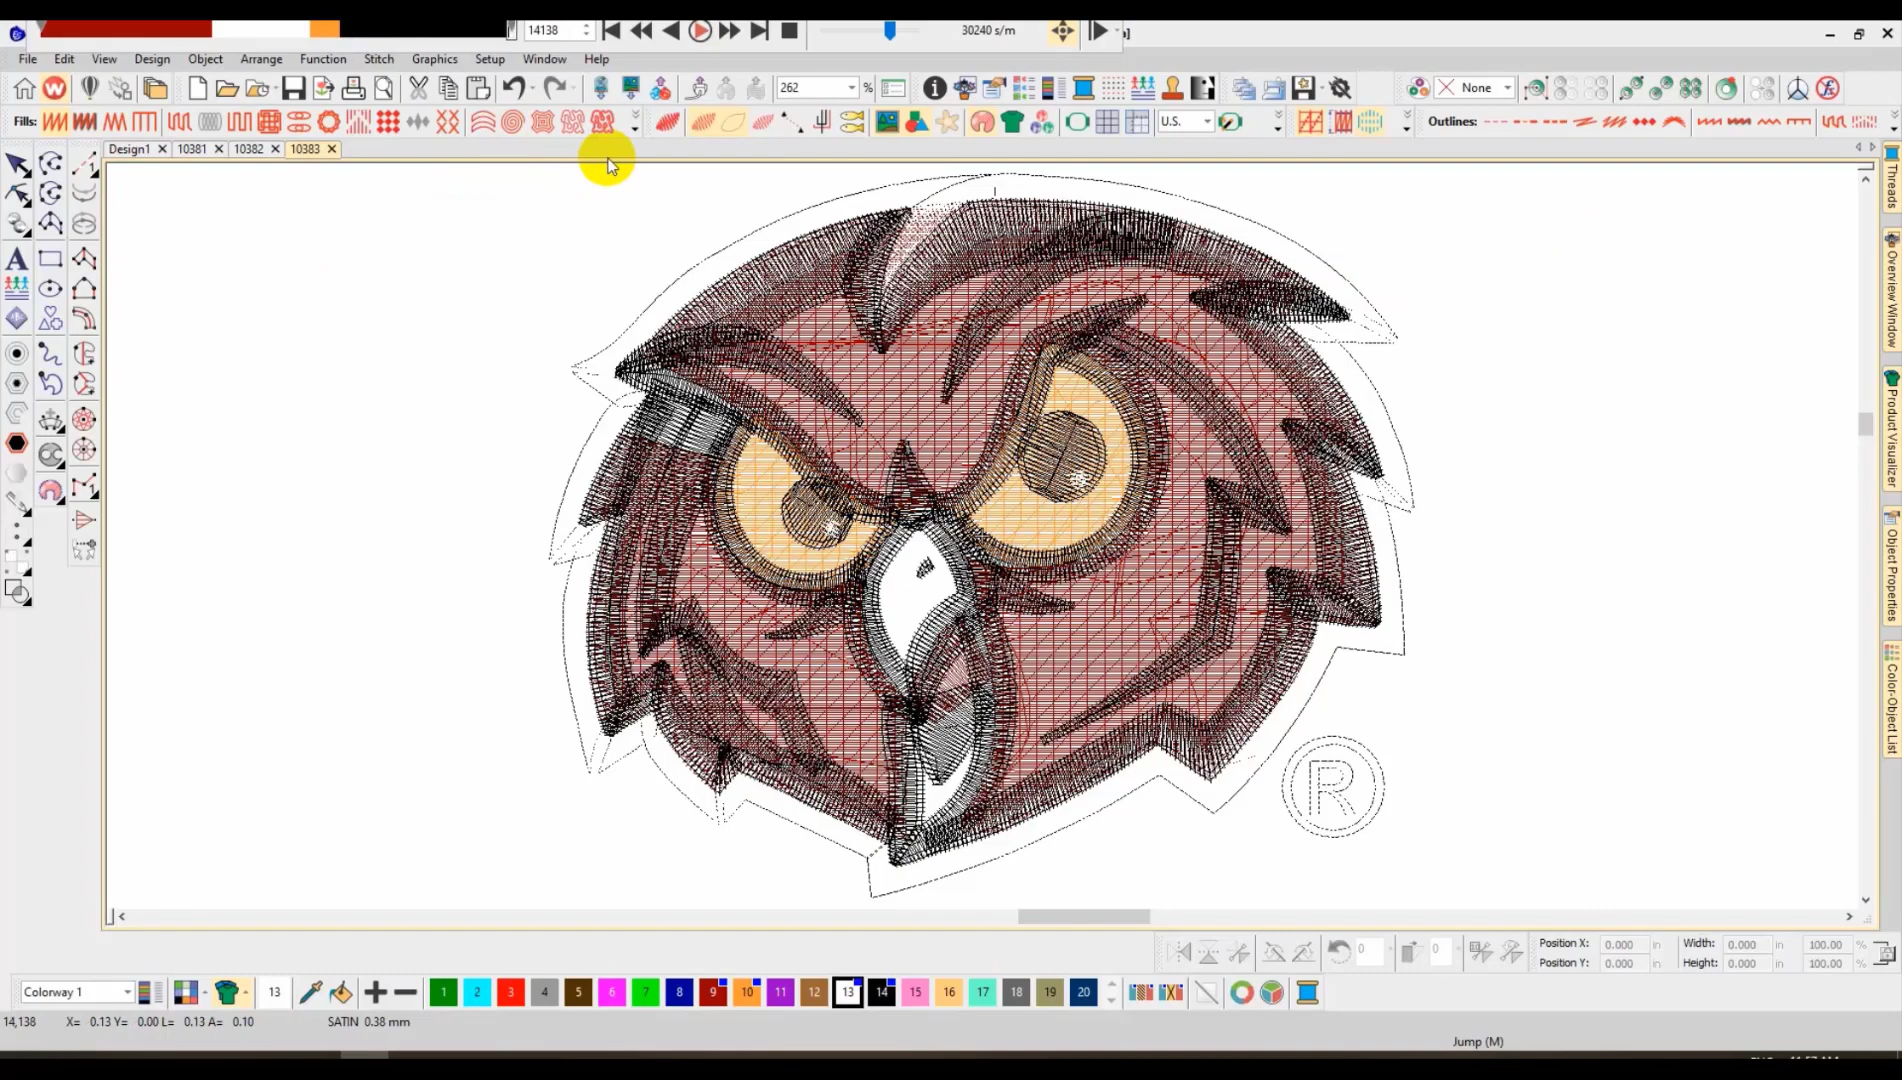 14138
30240 s/m
File Edit View Design Object Arrange Function Stitch Graphics Setup Window Help
262 %
None
Fills:
U.S.
Outlines:
Design1 10381 10382 10383
Threads
Overview Window
Product Visualizer
Object Properties
Color-Object List
R
0 0
Position X: 0.000 in Width: 0.000 in 100.00 %
Position Y: 0.000 in Height: 0.000 in 100.00 %
Colorway 1 13 1 2 3 4 5 6 7 8 9 10 11 12 13 14 15 16 17 18 19 20
14,138 X= 0.13 Y= 0.00 L= 0.13 A= 0.10 SATIN 0.38 mm
Jump (M)